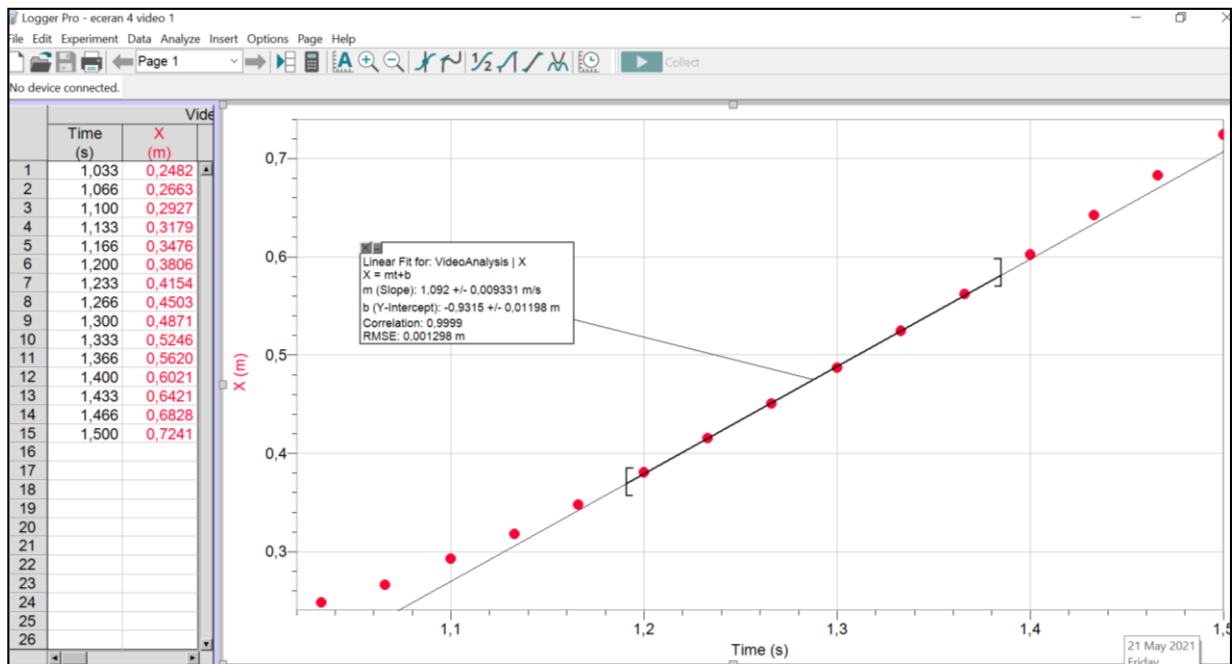 Logger Pro - eceran 4 video 1
File Edit Experiment Data Analyze Insert Options Page Help
Page 1
Collect
No device connected.
Vide
Time X
(s) (m)
1 1,033 0,2482
2 1,066 0,2663
3 1,100 0,2927
4 1,133 0,3179
5 1,166 0,3476
6 1,200 0,3806
7 1,233 0,4154
8 1,266 0,4503
9 1,300 0,4871
10 1,333 0,5246
11 1,366 0,5620
12 1,400 0,6021
13 1,433 0,6421
14 1,466 0,6828
15 1,500 0,7241
16
17
18
19
20
21
22
23
24
25
26
0,7
0,6
0,5
0,4
0,3
X (m)
Linear Fit for: VideoAnalysis | X
X = mt+b
m (Slope): 1,092 +/- 0,009331 m/s
b (Y-Intercept): -0,9315 +/- 0,01198 m
Correlation: 0,9999
RMSE: 0,001298 m
1,1 1,2 1,3 1,4 1,5
Time (s)
21 May 2021
Friday